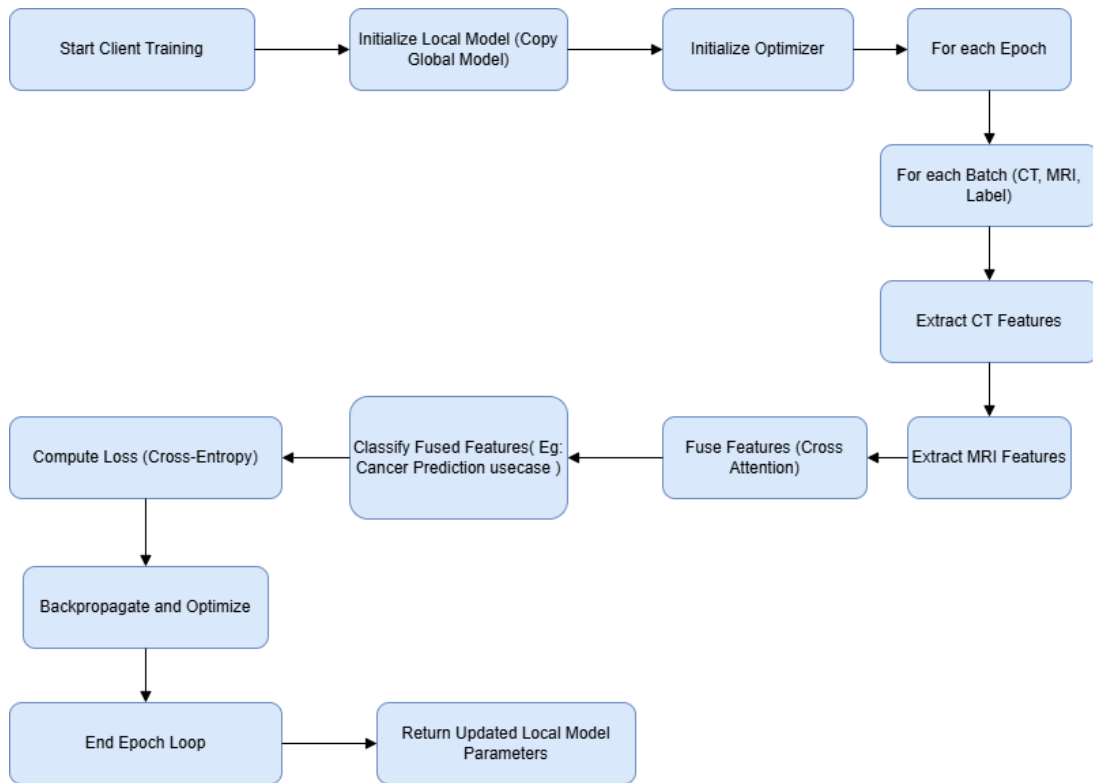 Start Client Training
Initialize Local Model (Copy
Global Model)
Initialize Optimizer
For each Epoch
For each Batch (CT, MRI,
Label)
Extract CT Features
Extract MRI Features
Fuse Features (Cross
Attention)
Classify Fused Features( Eg:
Cancer Prediction usecase )
Compute Loss (Cross-Entropy)
Backpropagate and Optimize
End Epoch Loop
Return Updated Local Model
Parameters